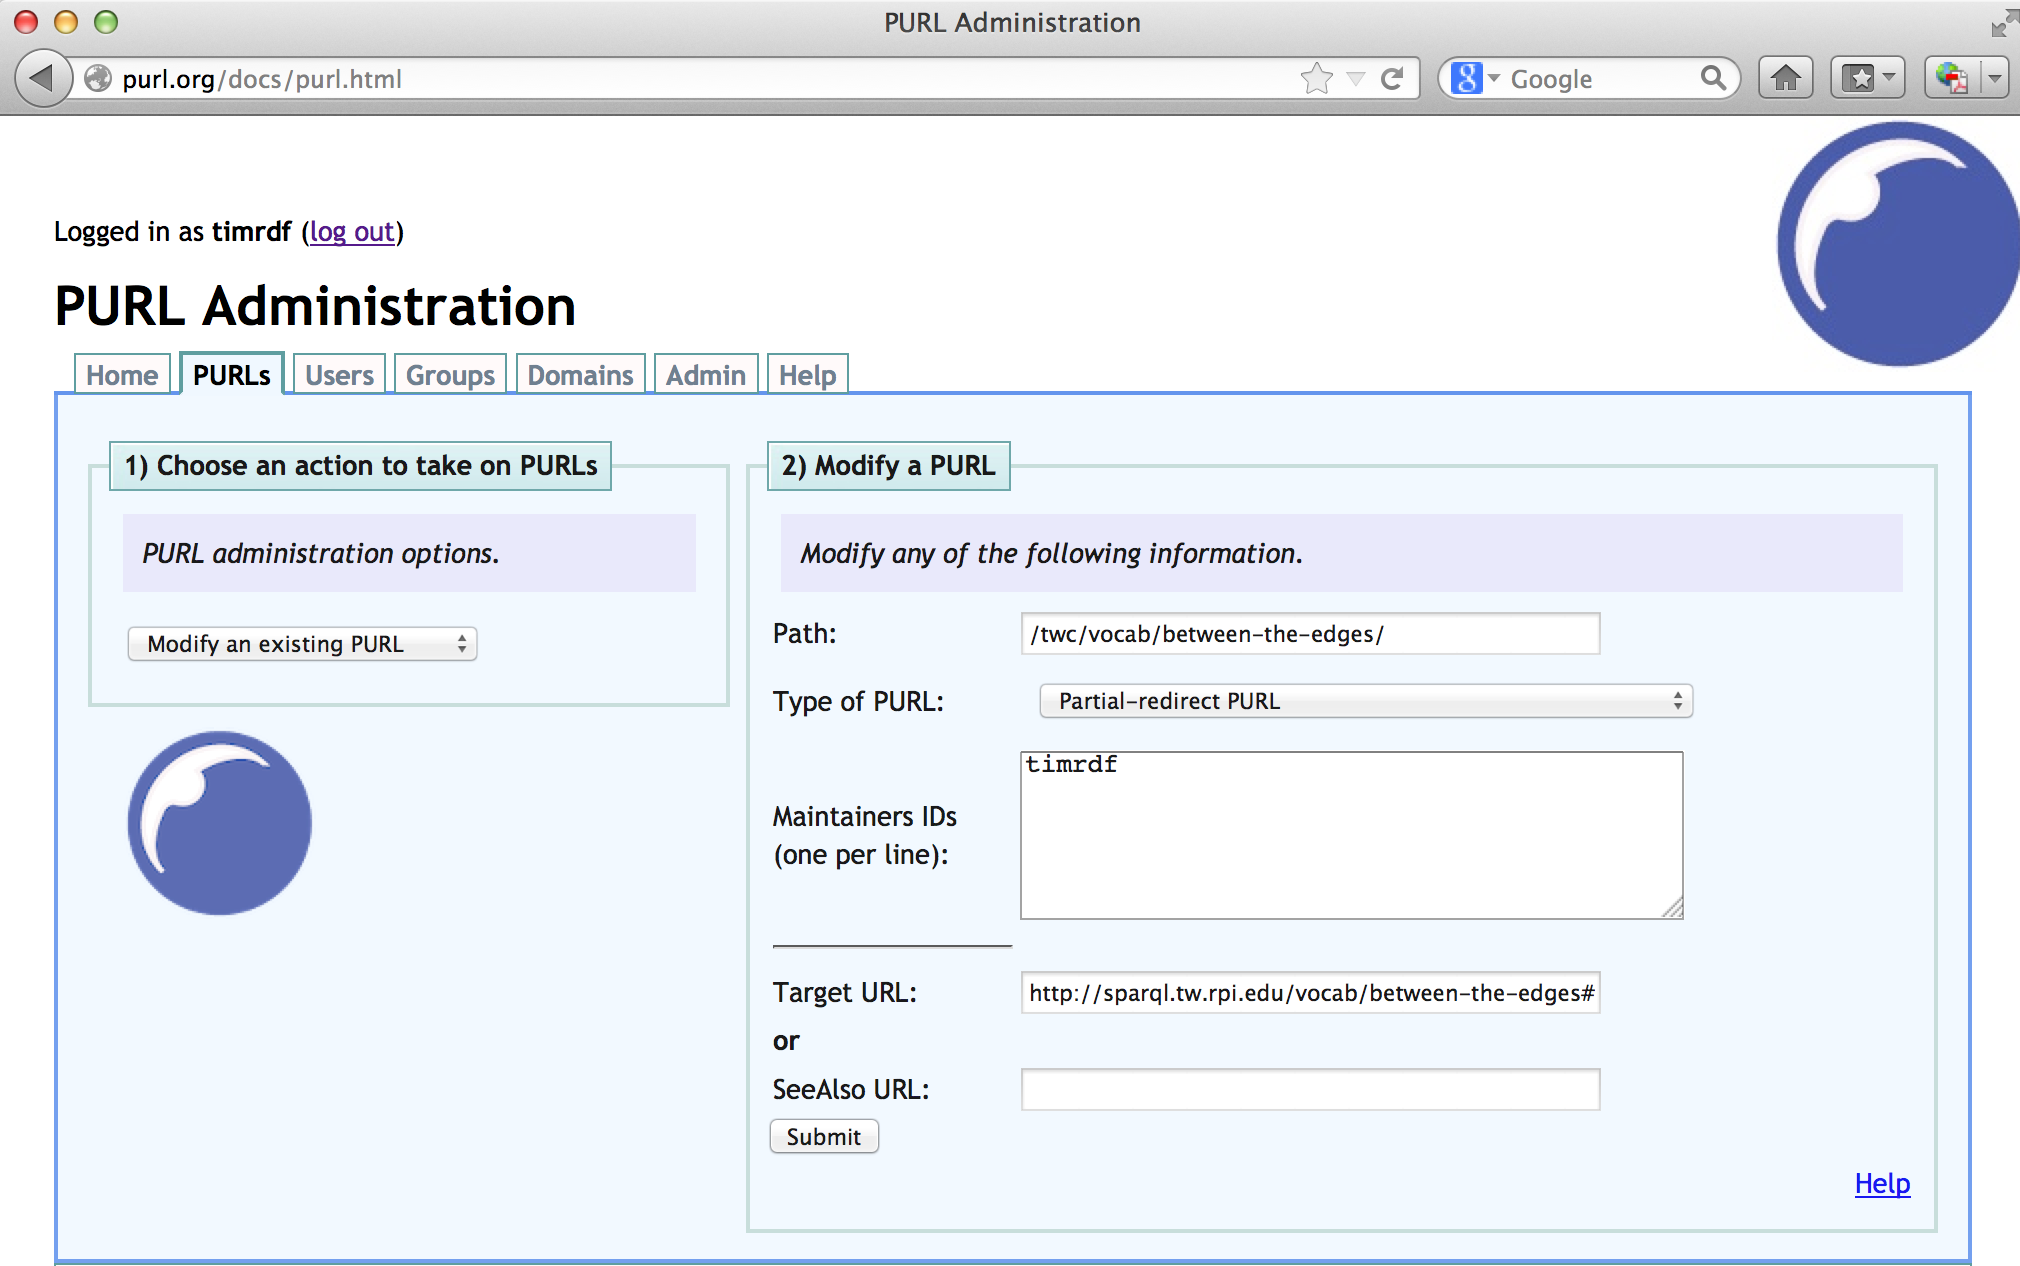 PURL Administration
purl.org/docs/purl.html
8 Google
Logged in as timrdf (log out)
PURL Administration
Home PURLs Users Groups Domains Admin Help
1) Choose an action to take on PURLs
PURL administration options.
Modify an existing PURL
2) Modify a PURL
Modify any of the following information.
Path: /twc/vocab/between-the-edges/
Type of PURL: Partial-redirect PURL
timrdf
Maintainers IDs
(one per line):
Target URL: http://sparql.tw.rpi.edu/vocab/between-the-edges#
or
SeeAlso URL:
Submit
Help